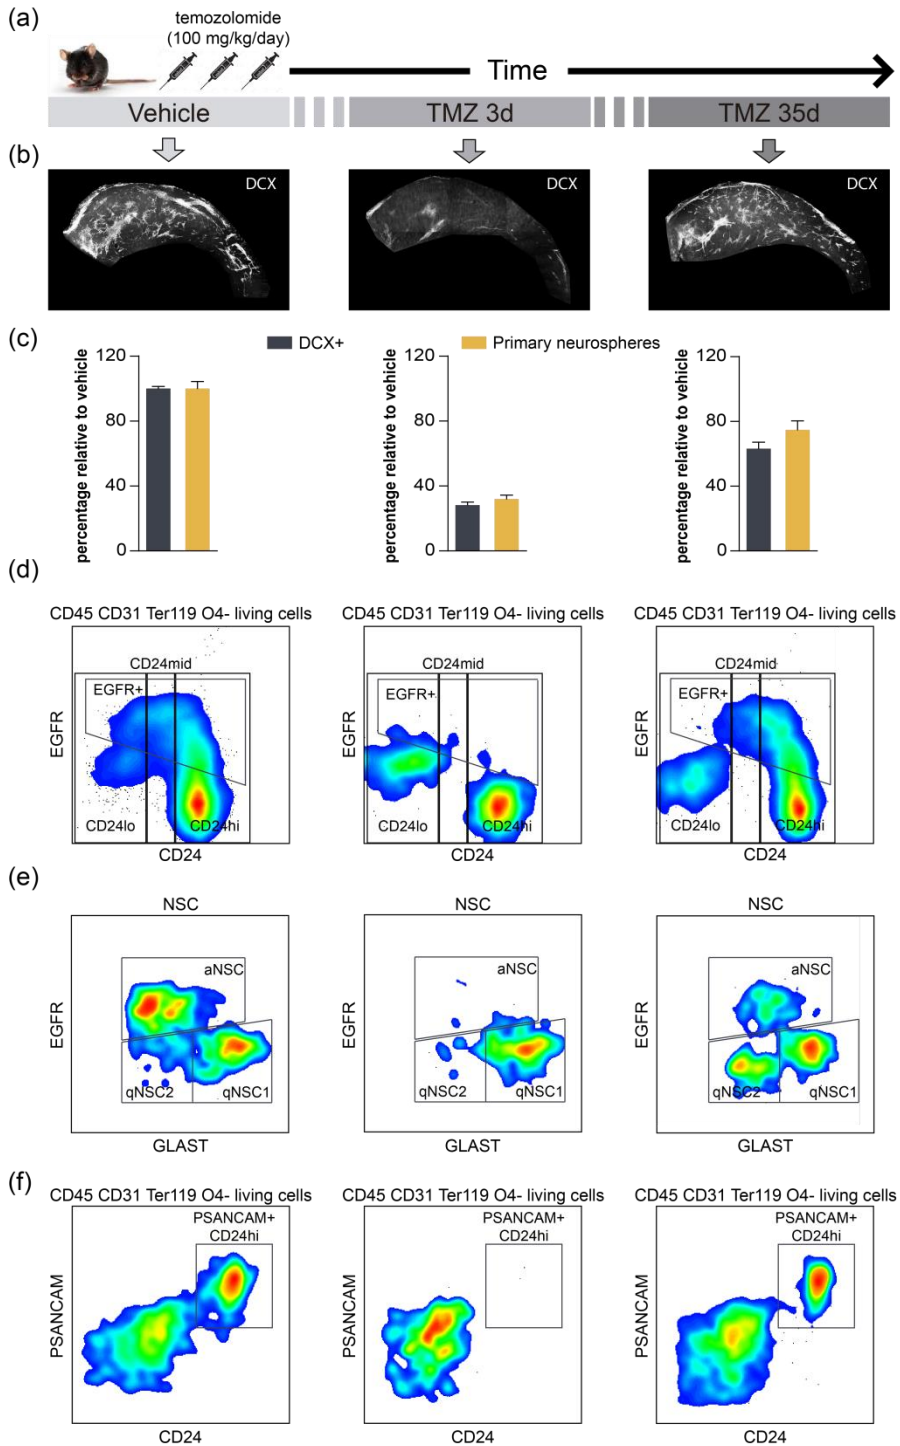 (a)
temozolomide
(100 mg/kg/day)
Time
Vehicle
TMZ 3d
TMZ 35d
(b)
DCX
DCX
DCX
(c)
DCX+
Primary neurospheres
percentage relative to vehicle
120
80
40
0
percentage relative to vehicle
120
80
40
0
percentage relative to vehicle
120
80
40
0
(d)
CD45 CD31 Ter119 O4- living cells
CD24mid
EGFR+
EGFR
CD24lo
CD24hi
CD24
CD45 CD31 Ter119 O4- living cells
CD24mid
EGFR+
EGFR
CD24lo
CD24hi
CD24
CD45 CD31 Ter119 O4- living cells
CD24mid
EGFR+
EGFR
CD24lo
CD24hi
CD24
(e)
NSC
aNSC
EGFR
qNSC2
qNSC1
GLAST
NSC
aNSC
EGFR
qNSC2
qNSC1
GLAST
NSC
aNSC
EGFR
qNSC2
qNSC1
GLAST
(f)
CD45 CD31 Ter119 O4- living cells
PSANCAM+
CD24hi
PSANCAM
CD24
CD45 CD31 Ter119 O4- living cells
PSANCAM+
CD24hi
PSANCAM
CD24
CD45 CD31 Ter119 O4- living cells
PSANCAM+
CD24hi
PSANCAM
CD24